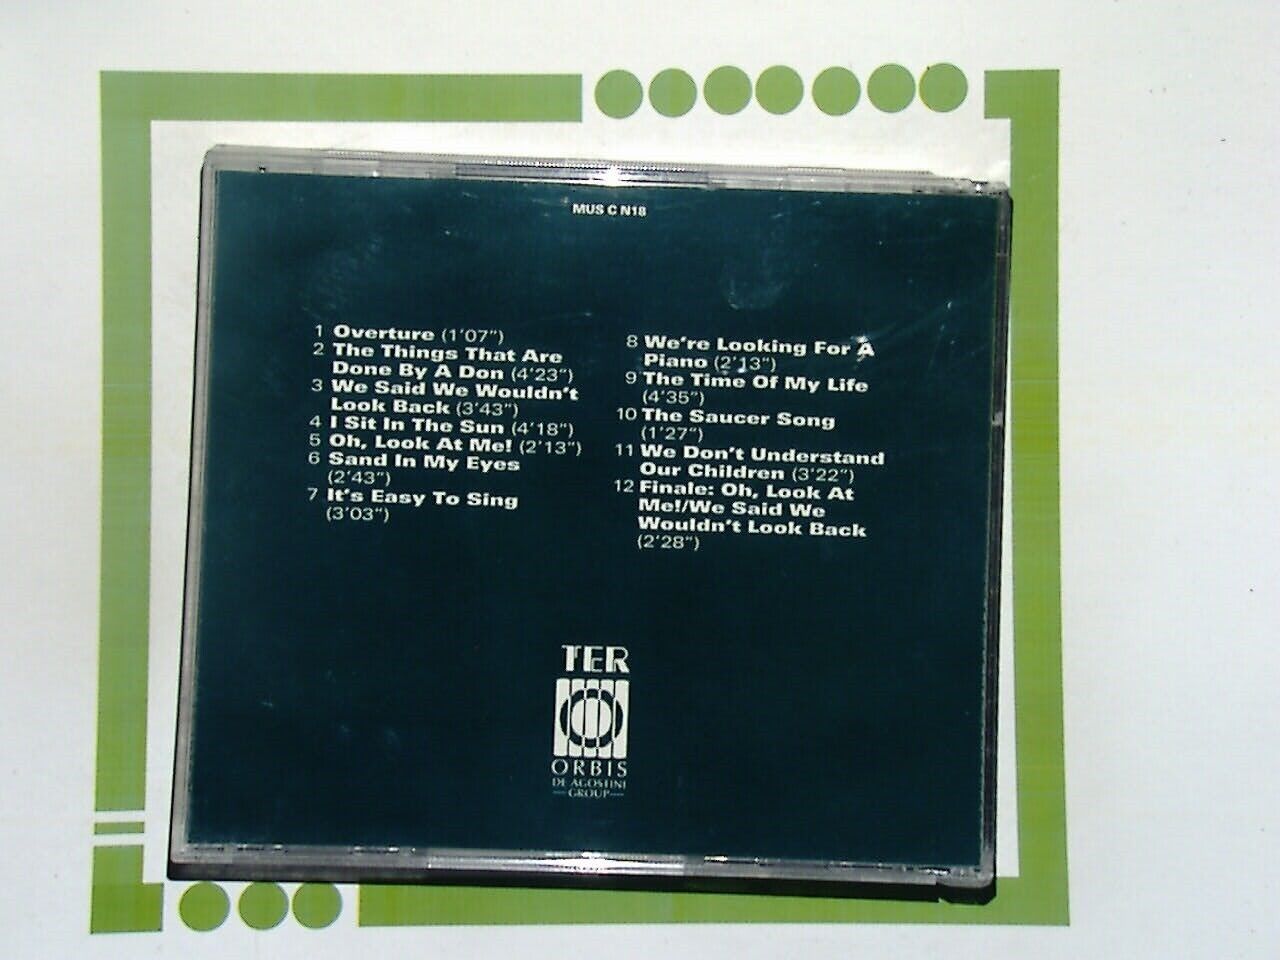 MUS C N18
1 Overture (1'07")
2 The Things That Are
Done By A Don (4'23")
3 We Said We Wouldn't
Look Back (3'43")
4 I Sit In The Sun (4'18")
5 Oh, Look At Me! (2'13")
6 Sand In My Eyes
(2'43")
7 It's Easy To Sing
(3'03")
8 We're Looking For A
Piano (2'13")
9 The Time Of My Life
(4'35")
10 The Saucer Song
(1'27")
11 We Don't Understand
Our Children (3'22")
12 Finale: Oh, Look At
Me!/We Said We
Wouldn't Look Back
(2'28")
TER
ORBIS
DE AGOSTINI
GROUP